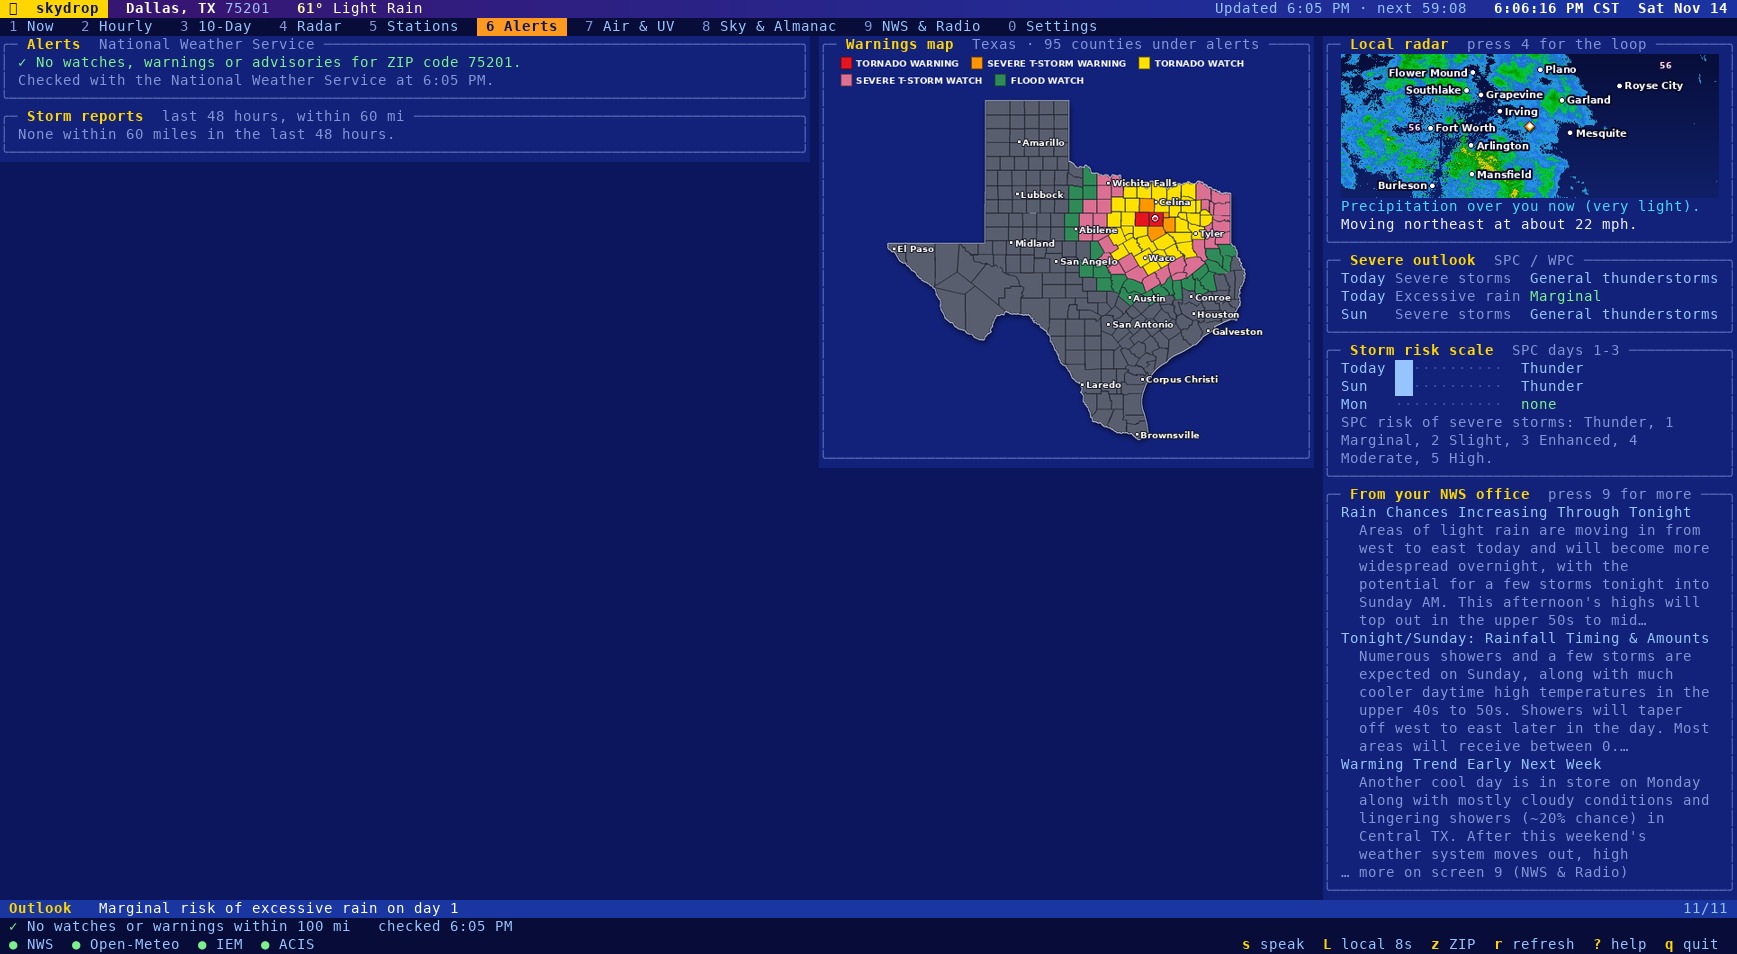 skydrop Dallas, TX 75201 61° Light Rain Updated 6:05 PM · next 59:08 6:06:16 PM CST Sat Nov 14
1 Now 2 Hourly 3 10-Day 4 Radar 5 Stations 6 Alerts 7 Air & UV 8 Sky & Almanac 9 NWS & Radio 0 Settings
Alerts National Weather Service
✓ No watches, warnings or advisories for ZIP code 75201.
Checked with the National Weather Service at 6:05 PM.
Storm reports last 48 hours, within 60 mi
None within 60 miles in the last 48 hours.
Warnings map Texas · 95 counties under alerts
TORNADO WARNING SEVERE T-STORM WARNING TORNADO WATCH
SEVERE T-STORM WATCH FLOOD WATCH
Amarillo
Wichita Falls
Lubbock
Celina
Abilene
Tyler
Midland
El Paso
San Angelo
Waco
Austin
Conroe
Houston
San Antonio
Galveston
Corpus Christi
Laredo
Brownsville
Local radar press 4 for the loop
56
Plano
Flower Mound
Royse City
Southlake
Grapevine
Garland
Irving
56
Fort Worth
Mesquite
Arlington
Mansfield
Burleson
Precipitation over you now (very light).
Moving northeast at about 22 mph.
Severe outlook SPC / WPC
Today Severe storms General thunderstorms
Today Excessive rain Marginal
Sun Severe storms General thunderstorms
Storm risk scale SPC days 1-3
Today ·········· Thunder
Sun ·········· Thunder
Mon ············ none
SPC risk of severe storms: Thunder, 1
Marginal, 2 Slight, 3 Enhanced, 4
Moderate, 5 High.
From your NWS office press 9 for more
Rain Chances Increasing Through Tonight
Areas of light rain are moving in from
west to east today and will become more
widespread overnight, with the
potential for a few storms tonight into
Sunday AM. This afternoon's highs will
top out in the upper 50s to mid…
Tonight/Sunday: Rainfall Timing & Amounts
Numerous showers and a few storms are
expected on Sunday, along with much
cooler daytime high temperatures in the
upper 40s to 50s. Showers will taper
off west to east later in the day. Most
areas will receive between 0.…
Warming Trend Early Next Week
Another cool day is in store on Monday
along with mostly cloudy conditions and
lingering showers (~20% chance) in
Central TX. After this weekend's
weather system moves out, high
… more on screen 9 (NWS & Radio)
Outlook Marginal risk of excessive rain on day 1 11/11
✓ No watches or warnings within 100 mi checked 6:05 PM
● NWS ● Open-Meteo ● IEM ● ACIS s speak L local 8s z ZIP r refresh ? help q quit